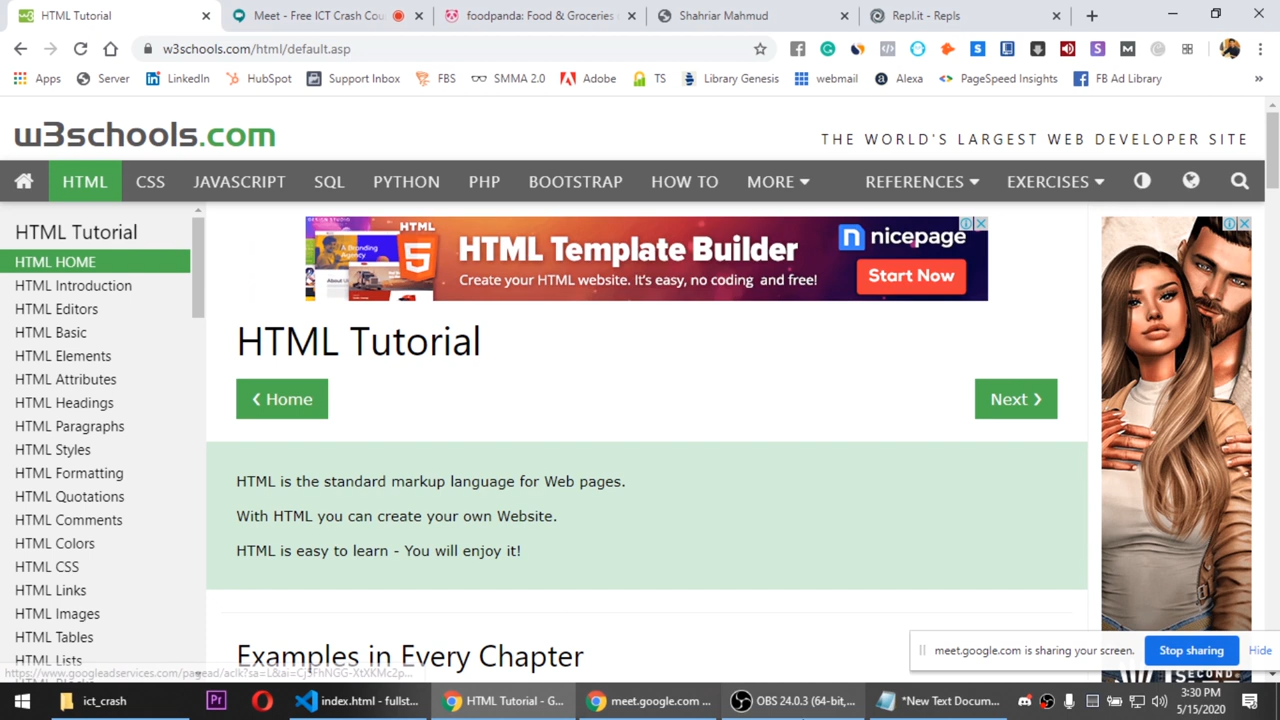 HTML Tutorial
Meet - Free ICT Crash Cou
foodpanda: Food & Groceries
Shahriar Mahmud
Repl.it - Repls
w3schools.com/html/default.asp
Apps
Server
LinkedIn
HubSpot
Support Inbox
FBS
SMMA 2.0
Adobe
TS
Library Genesis
webmail
Alexa
PageSpeed Insights
FB Ad Library
w3schools.com
THE WORLD'S LARGEST WEB DEVELOPER SITE
HTML
CSS
JAVASCRIPT
SQL
PYTHON
PHP
BOOTSTRAP
HOW TO
MORE
REFERENCES
EXERCISES
HTML Tutorial
HTML HOME
HTML Introduction
HTML Editors
HTML Basic
HTML Elements
HTML Attributes
HTML Headings
HTML Paragraphs
HTML Styles
HTML Formatting
HTML Quotations
HTML Comments
HTML Colors
HTML CSS
HTML Links
HTML Images
HTML Tables
HTML Lists
HTML
5
HTML Template Builder
Create your HTML website. It's easy, no coding and free!
nicepage
Start Now
HTML Tutorial
❮ Home
Next ❯
HTML is the standard markup language for Web pages.
With HTML you can create your own Website.
HTML is easy to learn - You will enjoy it!
Examples in Every Chapter
meet.google.com is sharing your screen.
Stop sharing
Hide
ict_crash
index.html - fullst...
HTML Tutorial - G...
meet.google.com ...
OBS 24.0.3 (64-bit,...
*New Text Docum...
3:30 PM
5/15/2020